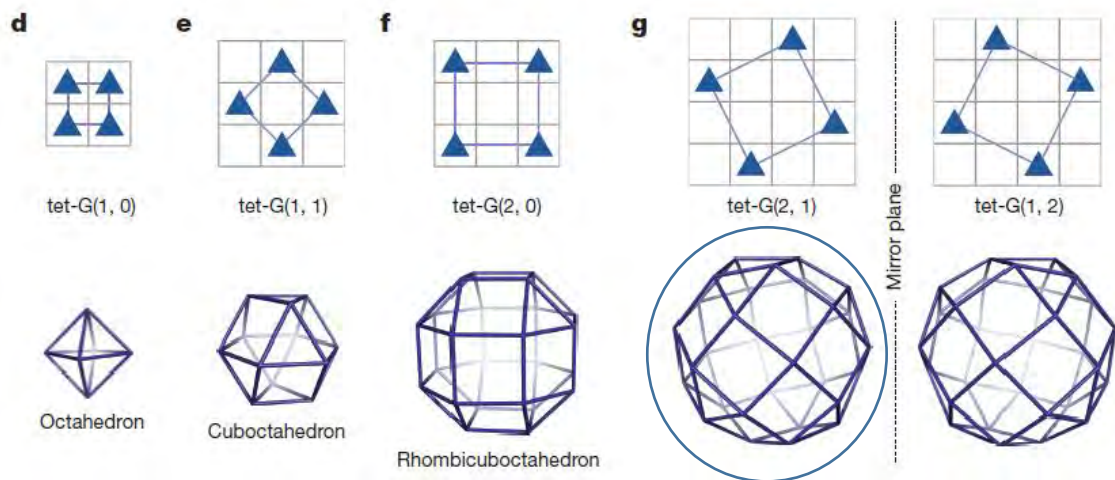 d
e
f
g
tet-G(1, 0)
tet-G(1, 1)
tet-G(2, 0)
tet-G(2, 1)
Mirror plane
tet-G(1, 2)
Octahedron
Cuboctahedron
Rhombicuboctahedron